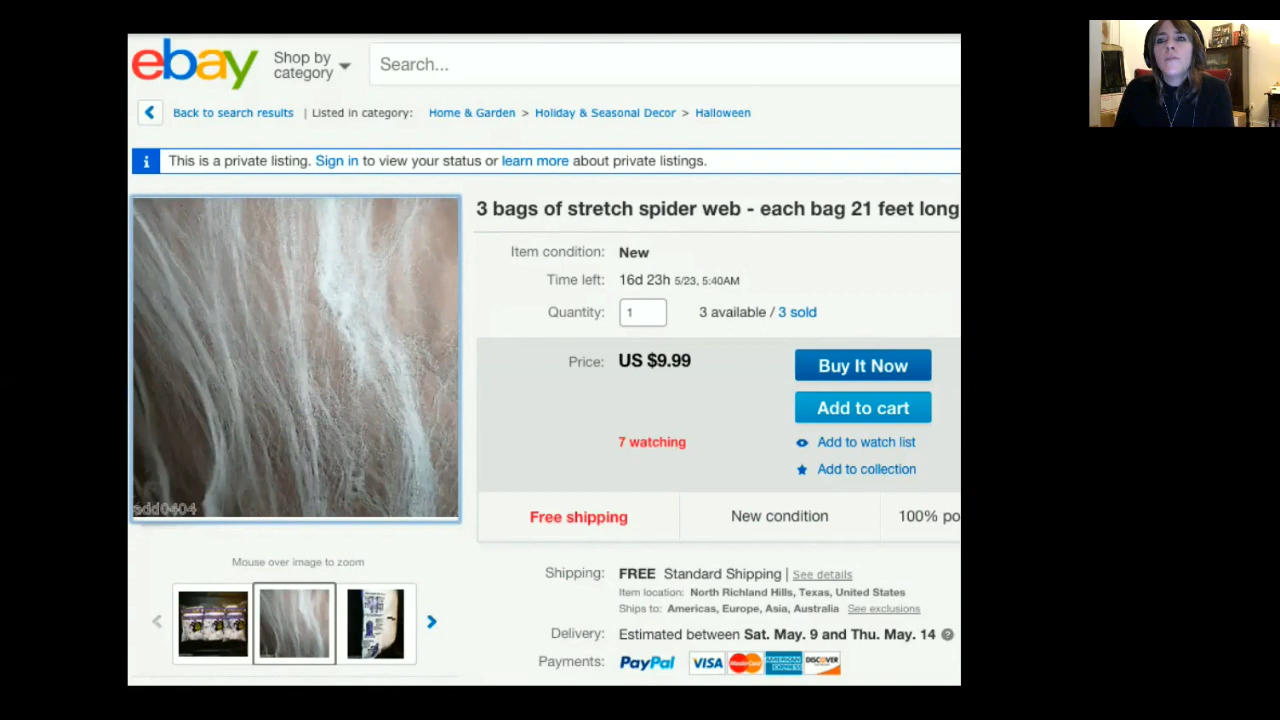 ebay
Shop by
category
Search...
Back to search results | Listed in category: Home & Garden > Holiday & Seasonal Decor > Halloween
i This is a private listing. Sign in to view your status or learn more about private listings.
3 bags of stretch spider web - each bag 21 feet long
Item condition: New
Time left: 16d 23h 5/23, 5:40AM
Quantity: 1 3 available / 3 sold
Price: US $9.99
Buy It Now
Add to cart
7 watching
Add to watch list
Add to collection
sdd0404
Free shipping
New condition
100% po
Mouse over image to zoom
Shipping: FREE Standard Shipping | See details
Item location: North Richland Hills, Texas, United States
Ships to: Americas, Europe, Asia, Australia See exclusions
Delivery: Estimated between Sat. May. 9 and Thu. May. 14 ?
Payments: PayPal VISA MasterCard AMERICAN EXPRESS DISCOVER